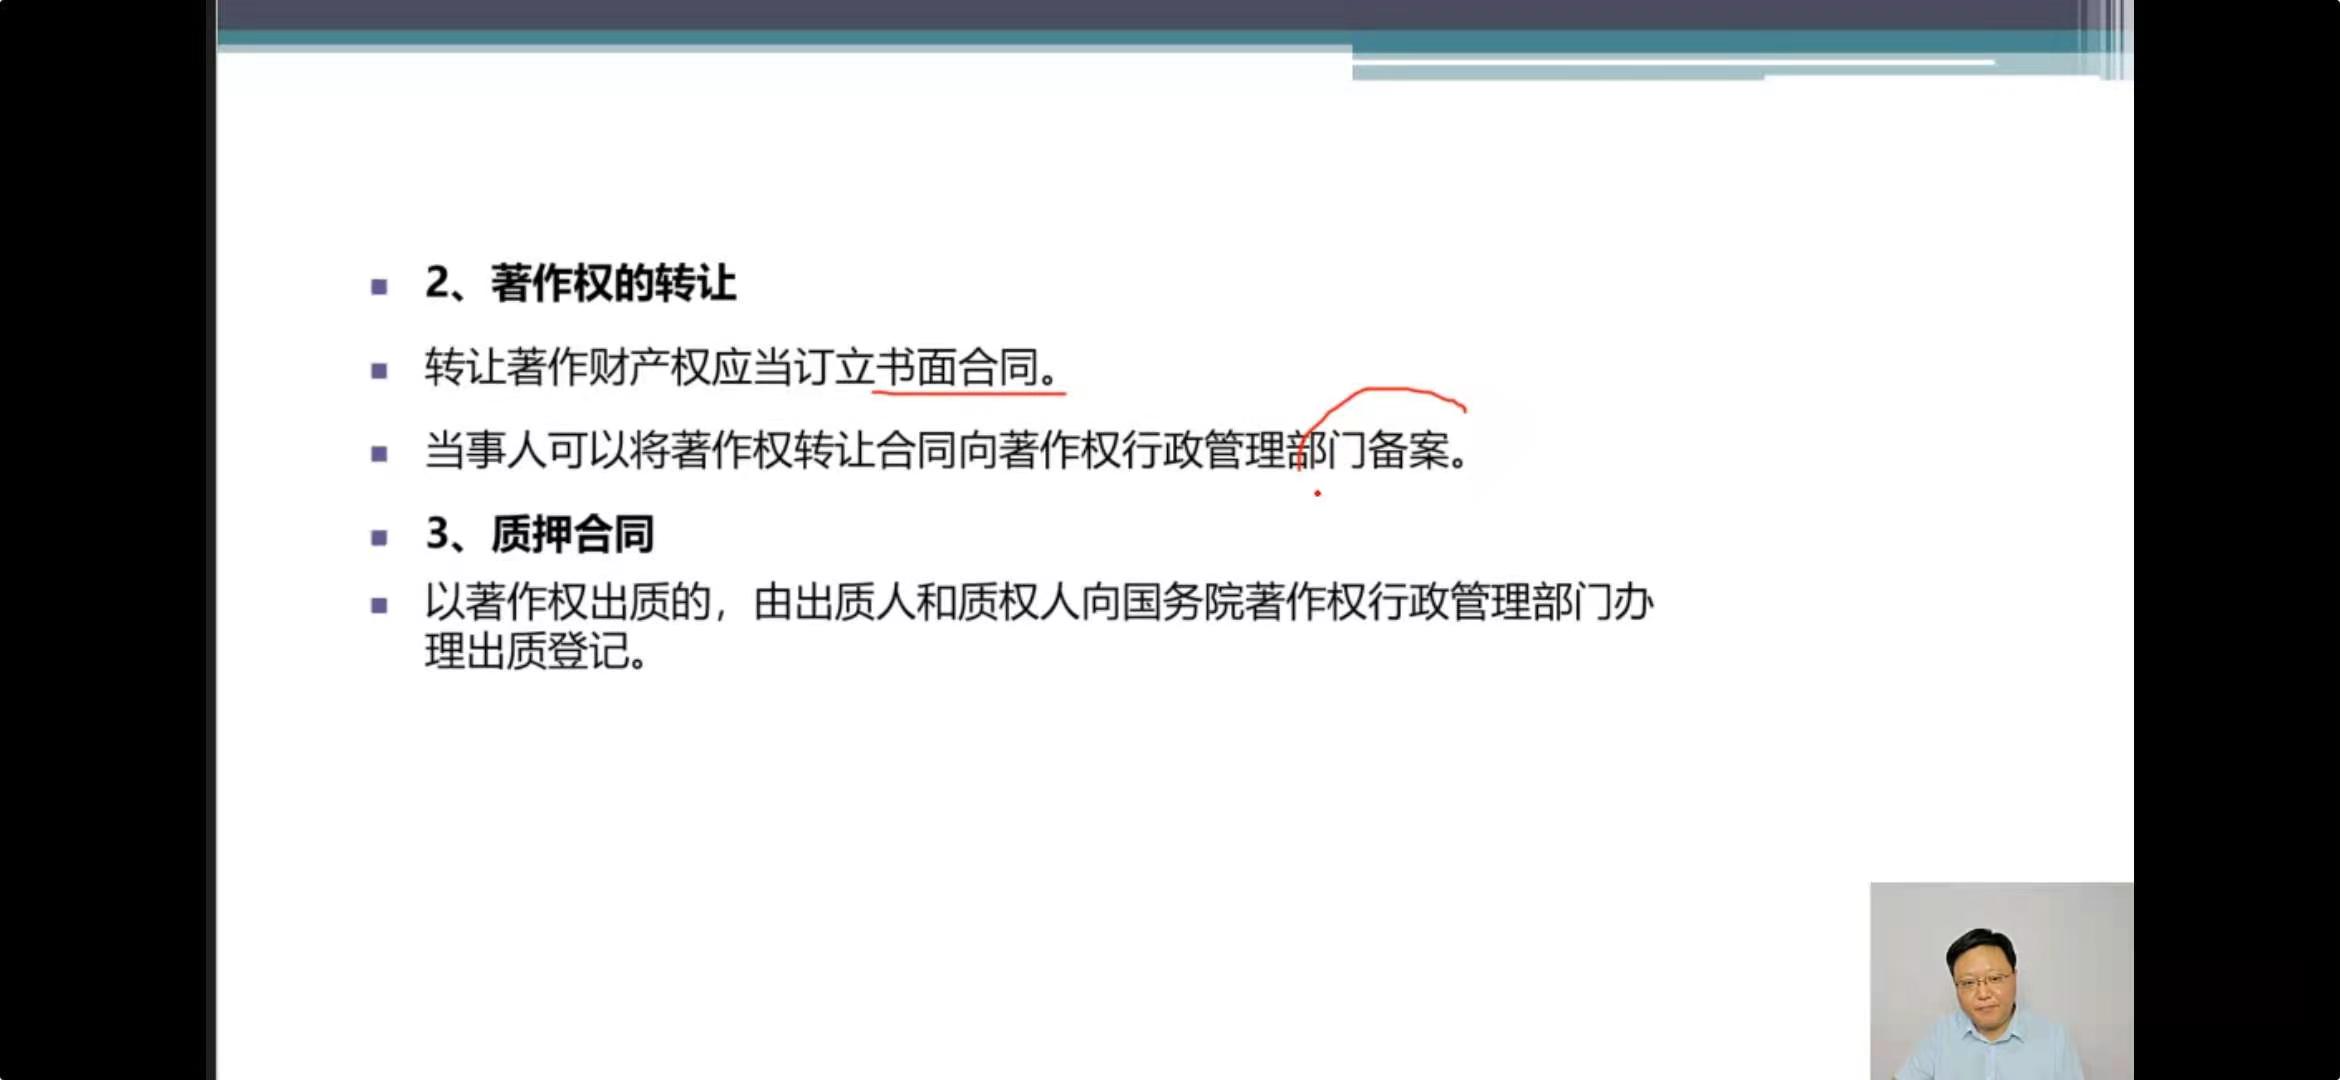 2、著作权的转让
转让著作财产权应当订立书面合同。
当事人可以将著作权转让合同向著作权行政管理部门备案。
3、质押合同
以著作权出质的，由出质人和质权人向国务院著作权行政管理部门办
理出质登记。